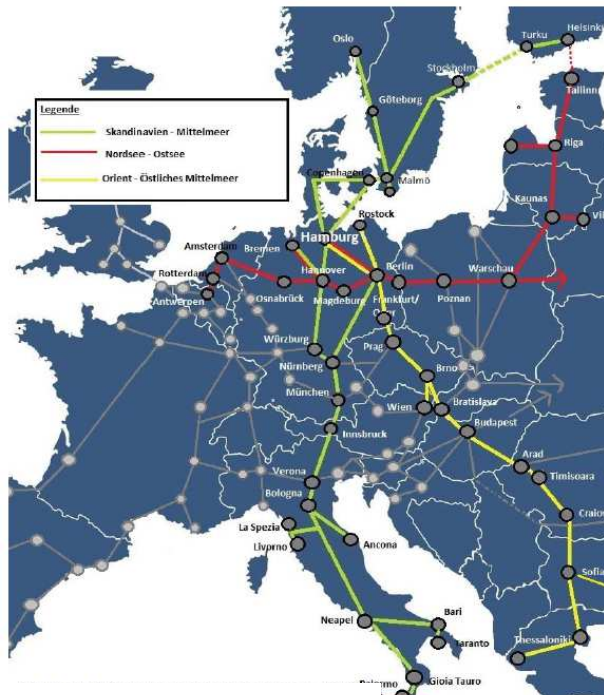 Oslo
Turku
Helsinki
Stockholm
Tallinn
Legende
Göteborg
Skandinavien - Mittelmeer
Nordsee - Ostsee
Riga
Orient - Östliches Mittelmeer
Copenhagen
Malmö
Kaunas
Rostock
Hamburg
Amsterdam
Bremen
Rotterdam
Hannover
Berlin
Warschau
Antwerpen
Osnabrück
Magdeburg
Frankfurt/
Poznan
Würzburg
Prag
Nürnberg
Brno
München
Wien
Bratislava
Innsbruck
Budapest
Verona
Arad
Bologna
Timisoara
La Spezia
Craio
Livorno
Ancona
Sofia
Neapel
Bari
Taranto
Thessaloniki
Gioia Tauro